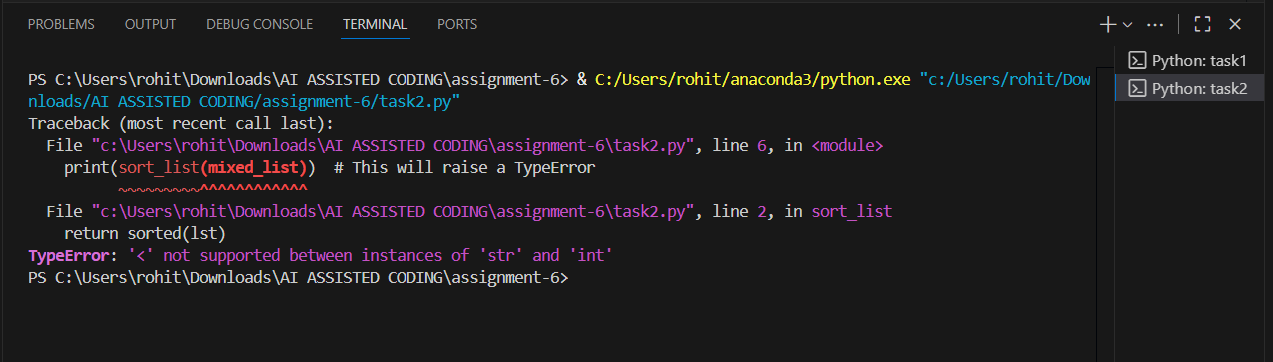 PROBLEMS OUTPUT DEBUG CONSOLE TERMINAL PORTS
PS C:\Users\rohit\Downloads\AI ASSISTED CODING\assignment-6> & C:/Users/rohit/anaconda3/python.exe "c:/Users/rohit/Dow
nloads/AI ASSISTED CODING/assignment-6/task2.py"
Traceback (most recent call last):
  File "c:\Users\rohit\Downloads\AI ASSISTED CODING\assignment-6\task2.py", line 6, in <module>
    print(sort_list(mixed_list))  # This will raise a TypeError
          ~~~~~~~~~^^^^^^^^^^^^
  File "c:\Users\rohit\Downloads\AI ASSISTED CODING\assignment-6\task2.py", line 2, in sort_list
    return sorted(lst)
TypeError: '<' not supported between instances of 'str' and 'int'
PS C:\Users\rohit\Downloads\AI ASSISTED CODING\assignment-6>
Python: task1
Python: task2